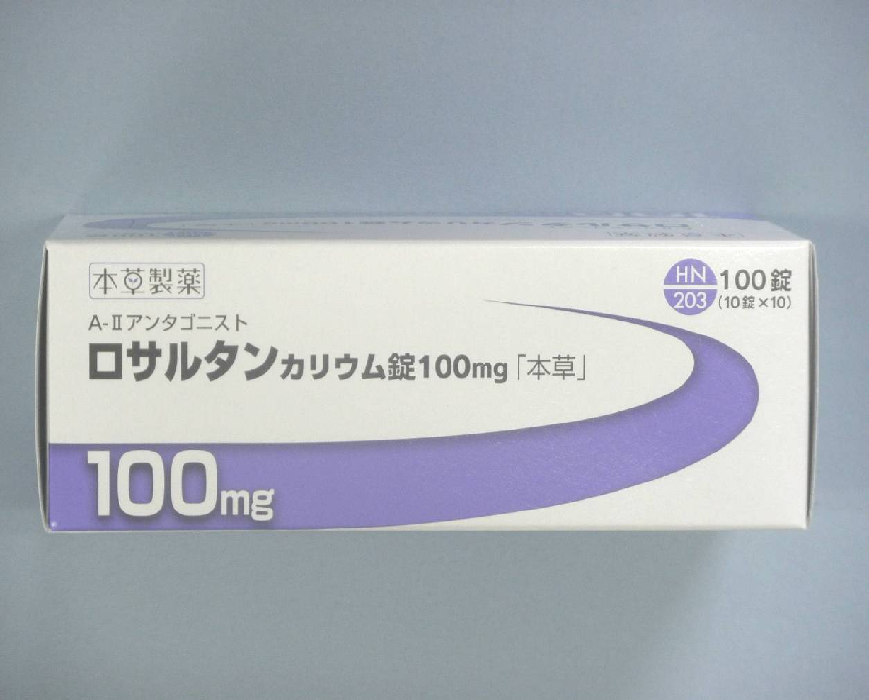 本草製薬
A-Ⅱアンタゴニスト
ロサルタンカリウム錠100mg「本草」
HN
203
100錠
(10錠×10)
100mg